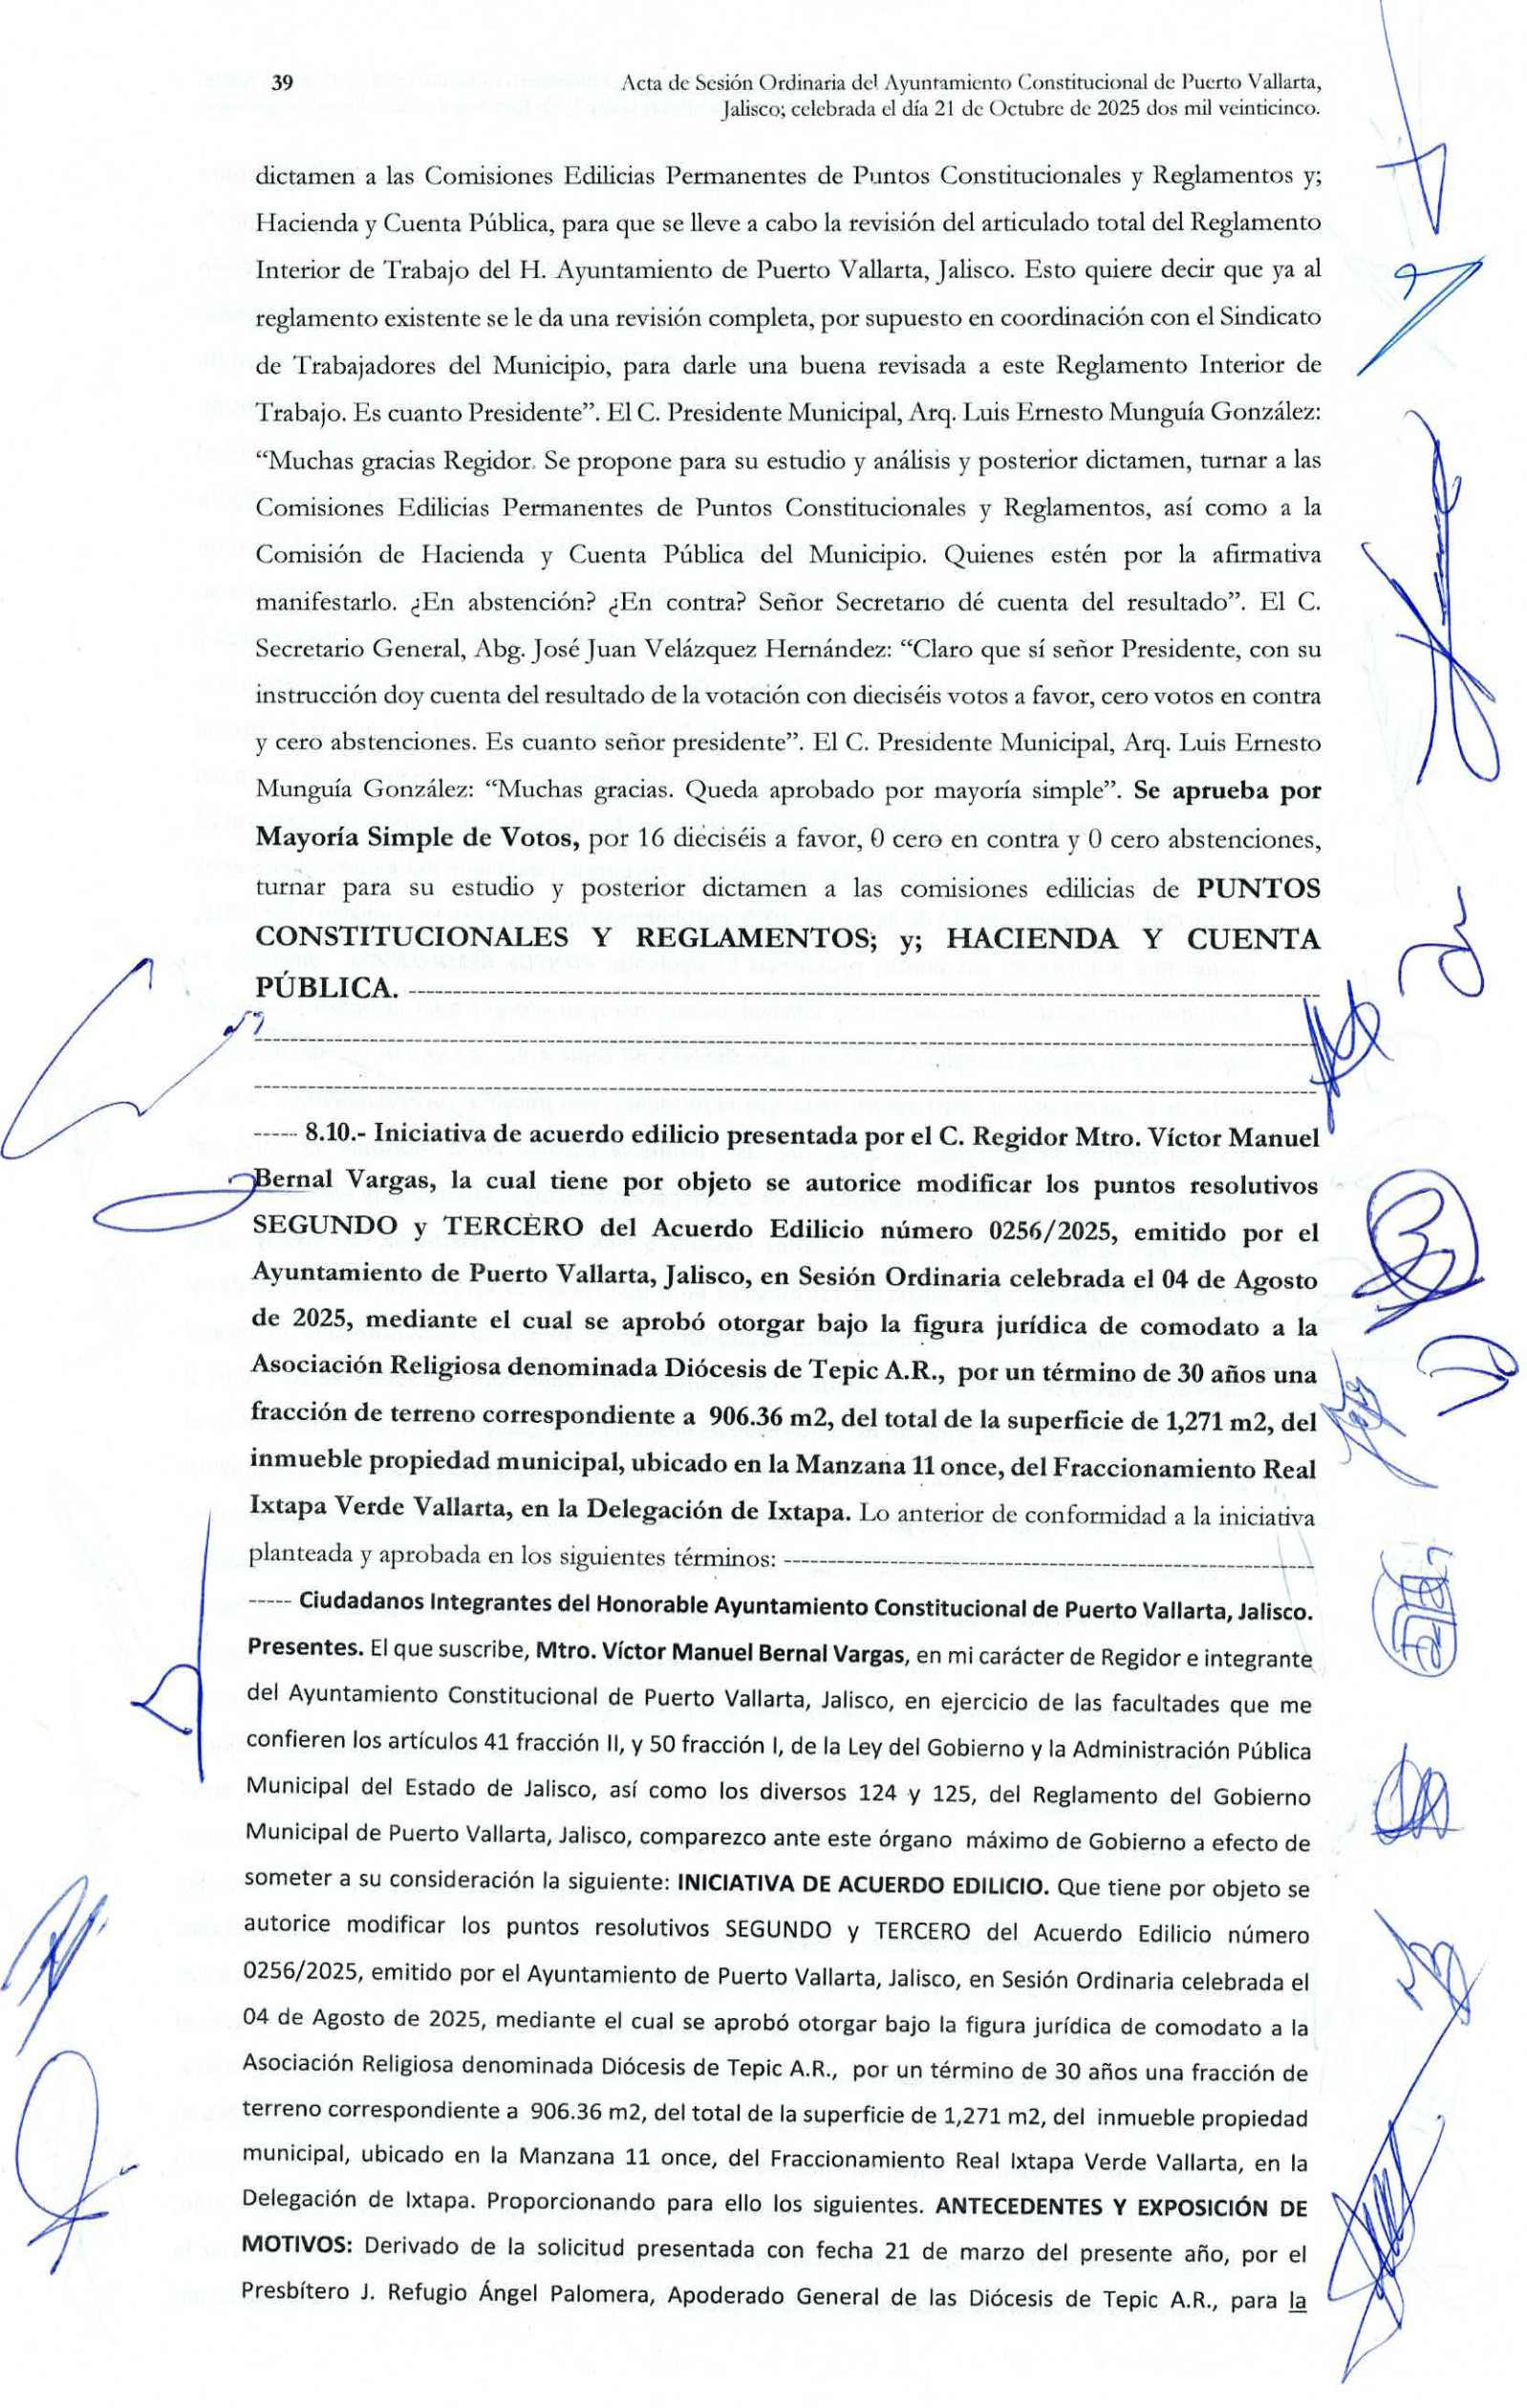 39
Acta de Sesión Ordinaria del Ayuntamiento Constitucional de Puerto Vallarta,
Jalisco; celebrada el día 21 de Octubre de 2025 dos mil veinticinco.
dictamen a las Comisiones Edilicias Permanentes de Puntos Constitucionales y Reglamentos y;
Hacienda y Cuenta Pública, para que se lleve a cabo la revisión del articulado total del Reglamento
Interior de Trabajo del H. Ayuntamiento de Puerto Vallarta, Jalisco. Esto quiere decir que ya al
reglamento existente se le da una revisión completa, por supuesto en coordinación con el Sindicato
de Trabajadores del Municipio, para darle una buena revisada a este Reglamento Interior de
Trabajo. Es cuanto Presidente”. El C. Presidente Municipal, Arq. Luis Ernesto Munguía González:
“Muchas gracias Regidor. Se propone para su estudio y análisis y posterior dictamen, turnar a las
Comisiones Edilicias Permanentes de Puntos Constitucionales y Reglamentos, así como a la
Comisión de Hacienda y Cuenta Pública del Municipio. Quienes estén por la afirmativa
manifestarlo. ¿En abstención? ¿En contra? Señor Secretario dé cuenta del resultado”. El C.
Secretario General, Abg. José Juan Velázquez Hernández: “Claro que sí señor Presidente, con su
instrucción doy cuenta del resultado de la votación con dieciséis votos a favor, cero votos en contra
y cero abstenciones. Es cuanto señor presidente”. El C. Presidente Municipal, Arq. Luis Ernesto
Munguía González: “Muchas gracias. Queda aprobado por mayoría simple”. Se aprueba por
Mayoría Simple de Votos, por 16 dieciséis a favor, 0 cero en contra y 0 cero abstenciones,
turnar para su estudio y posterior dictamen a las comisiones edilicias de PUNTOS
CONSTITUCIONALES Y REGLAMENTOS; y; HACIENDA Y CUENTA
PÚBLICA. ----------------------------------------------------------------
----- 8.10.- Iniciativa de acuerdo edilicio presentada por el C. Regidor Mtro. Víctor Manuel
Bernal Vargas, la cual tiene por objeto se autorice modificar los puntos resolutivos
SEGUNDO y TERCERO del Acuerdo Edilicio número 0256/2025, emitido por el
Ayuntamiento de Puerto Vallarta, Jalisco, en Sesión Ordinaria celebrada el 04 de Agosto
de 2025, mediante el cual se aprobó otorgar bajo la figura jurídica de comodato a la
Asociación Religiosa denominada Diócesis de Tepic A.R., por un término de 30 años una
fracción de terreno correspondiente a 906.36 m2, del total de la superficie de 1,271 m2, del
inmueble propiedad municipal, ubicado en la Manzana 11 once, del Fraccionamiento Real
Ixtapa Verde Vallarta, en la Delegación de Ixtapa. Lo anterior de conformidad a la iniciativa
planteada y aprobada en los siguientes términos: ------------------------------------
----- Ciudadanos Integrantes del Honorable Ayuntamiento Constitucional de Puerto Vallarta, Jalisco.
Presentes. El que suscribe, Mtro. Víctor Manuel Bernal Vargas, en mi carácter de Regidor e integrante
del Ayuntamiento Constitucional de Puerto Vallarta, Jalisco, en ejercicio de las facultades que me
confieren los artículos 41 fracción II, y 50 fracción I, de la Ley del Gobierno y la Administración Pública
Municipal del Estado de Jalisco, así como los diversos 124 y 125, del Reglamento del Gobierno
Municipal de Puerto Vallarta, Jalisco, comparezco ante este órgano máximo de Gobierno a efecto de
someter a su consideración la siguiente: INICIATIVA DE ACUERDO EDILICIO. Que tiene por objeto se
autorice modificar los puntos resolutivos SEGUNDO y TERCERO del Acuerdo Edilicio número
0256/2025, emitido por el Ayuntamiento de Puerto Vallarta, Jalisco, en Sesión Ordinaria celebrada el
04 de Agosto de 2025, mediante el cual se aprobó otorgar bajo la figura jurídica de comodato a la
Asociación Religiosa denominada Diócesis de Tepic A.R., por un término de 30 años una fracción de
terreno correspondiente a 906.36 m2, del total de la superficie de 1,271 m2, del inmueble propiedad
municipal, ubicado en la Manzana 11 once, del Fraccionamiento Real Ixtapa Verde Vallarta, en la
Delegación de Ixtapa. Proporcionando para ello los siguientes. ANTECEDENTES Y EXPOSICIÓN DE
MOTIVOS: Derivado de la solicitud presentada con fecha 21 de marzo del presente año, por el
Presbítero J. Refugio Ángel Palomera, Apoderado General de las Diócesis de Tepic A.R., para la